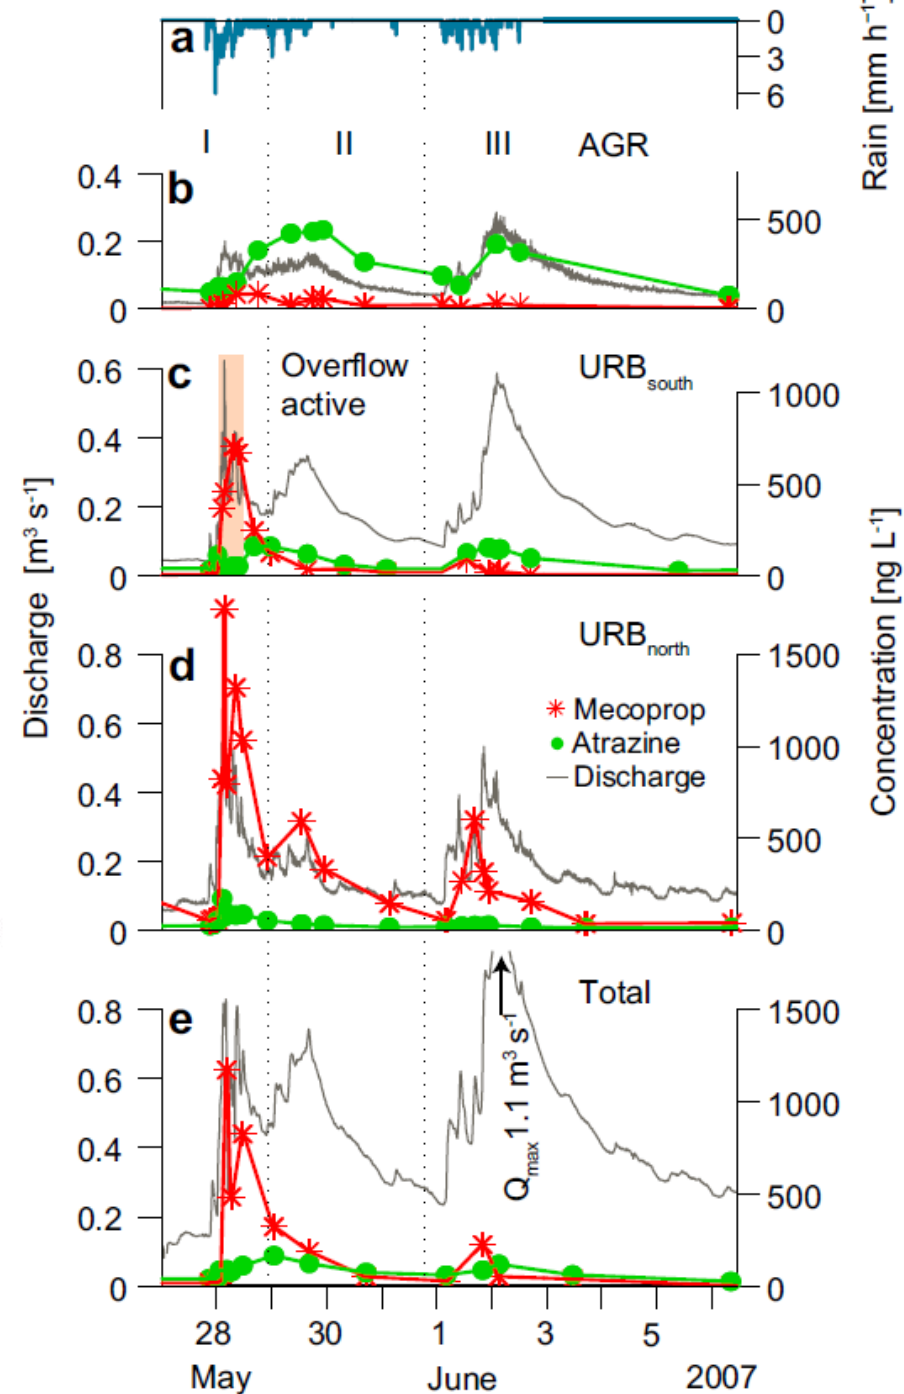 a
0
3
6
Rain [mm h⁻¹]
I
II
III
AGR
b
0.4
0.2
0
500
0
c
0.6
0.4
0.2
0
Overflow
active
URBsouth
1000
500
0
Discharge [m³ s⁻¹]
Concentration [ng L⁻¹]
d
0.8
0.6
0.4
0.2
0
URBnorth
Mecoprop
Atrazine
Discharge
1500
1000
500
0
e
0.8
0.6
0.4
0.2
0
Total
Qmax 1.1 m³ s⁻¹
1500
1000
500
0
28
30
1
3
5
May
June
2007